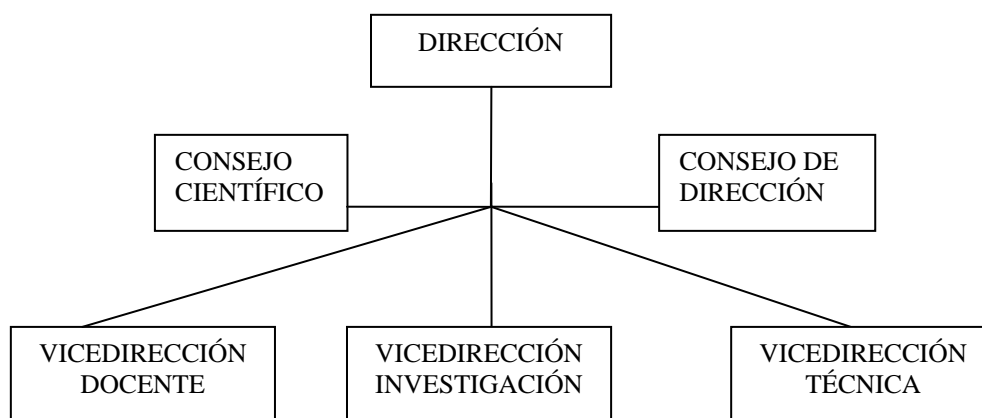 DIRECCIÓN
CONSEJO
CIENTÍFICO
CONSEJO DE
DIRECCIÓN
VICEDIRECCIÓN
DOCENTE
VICEDIRECCIÓN
INVESTIGACIÓN
VICEDIRECCIÓN
TÉCNICA